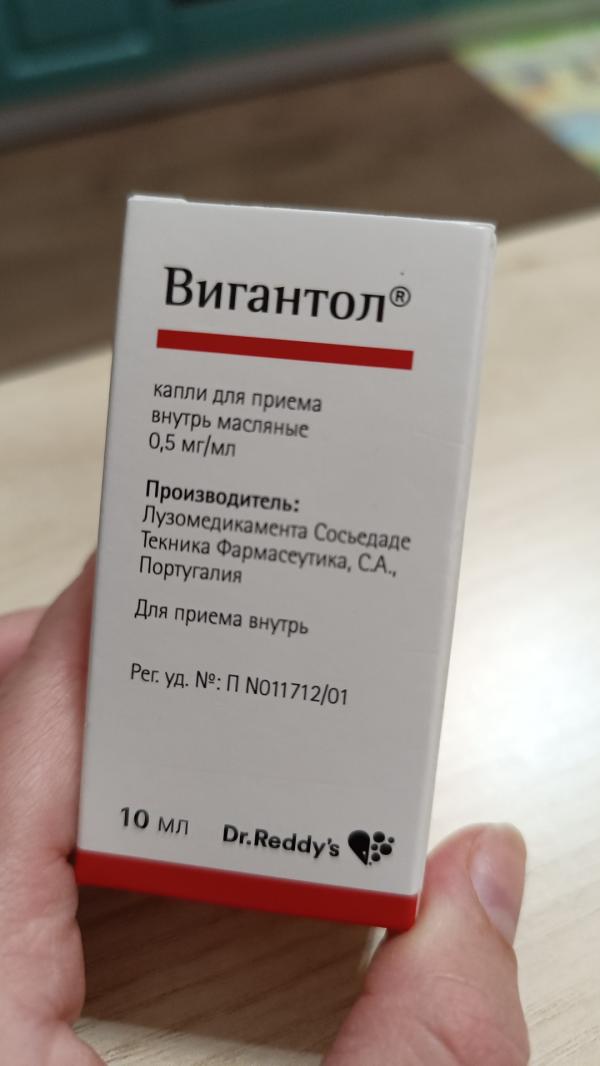 Вигантол®
капли для приема
внутрь масляные
0,5 мг/мл
Производитель:
Лузомедикамента Сосьедаде
Текника Фармасеутика, С.А.,
Португалия
Для приема внутрь
Рег. уд. №: П N011712/01
10 мл Dr.Reddy's